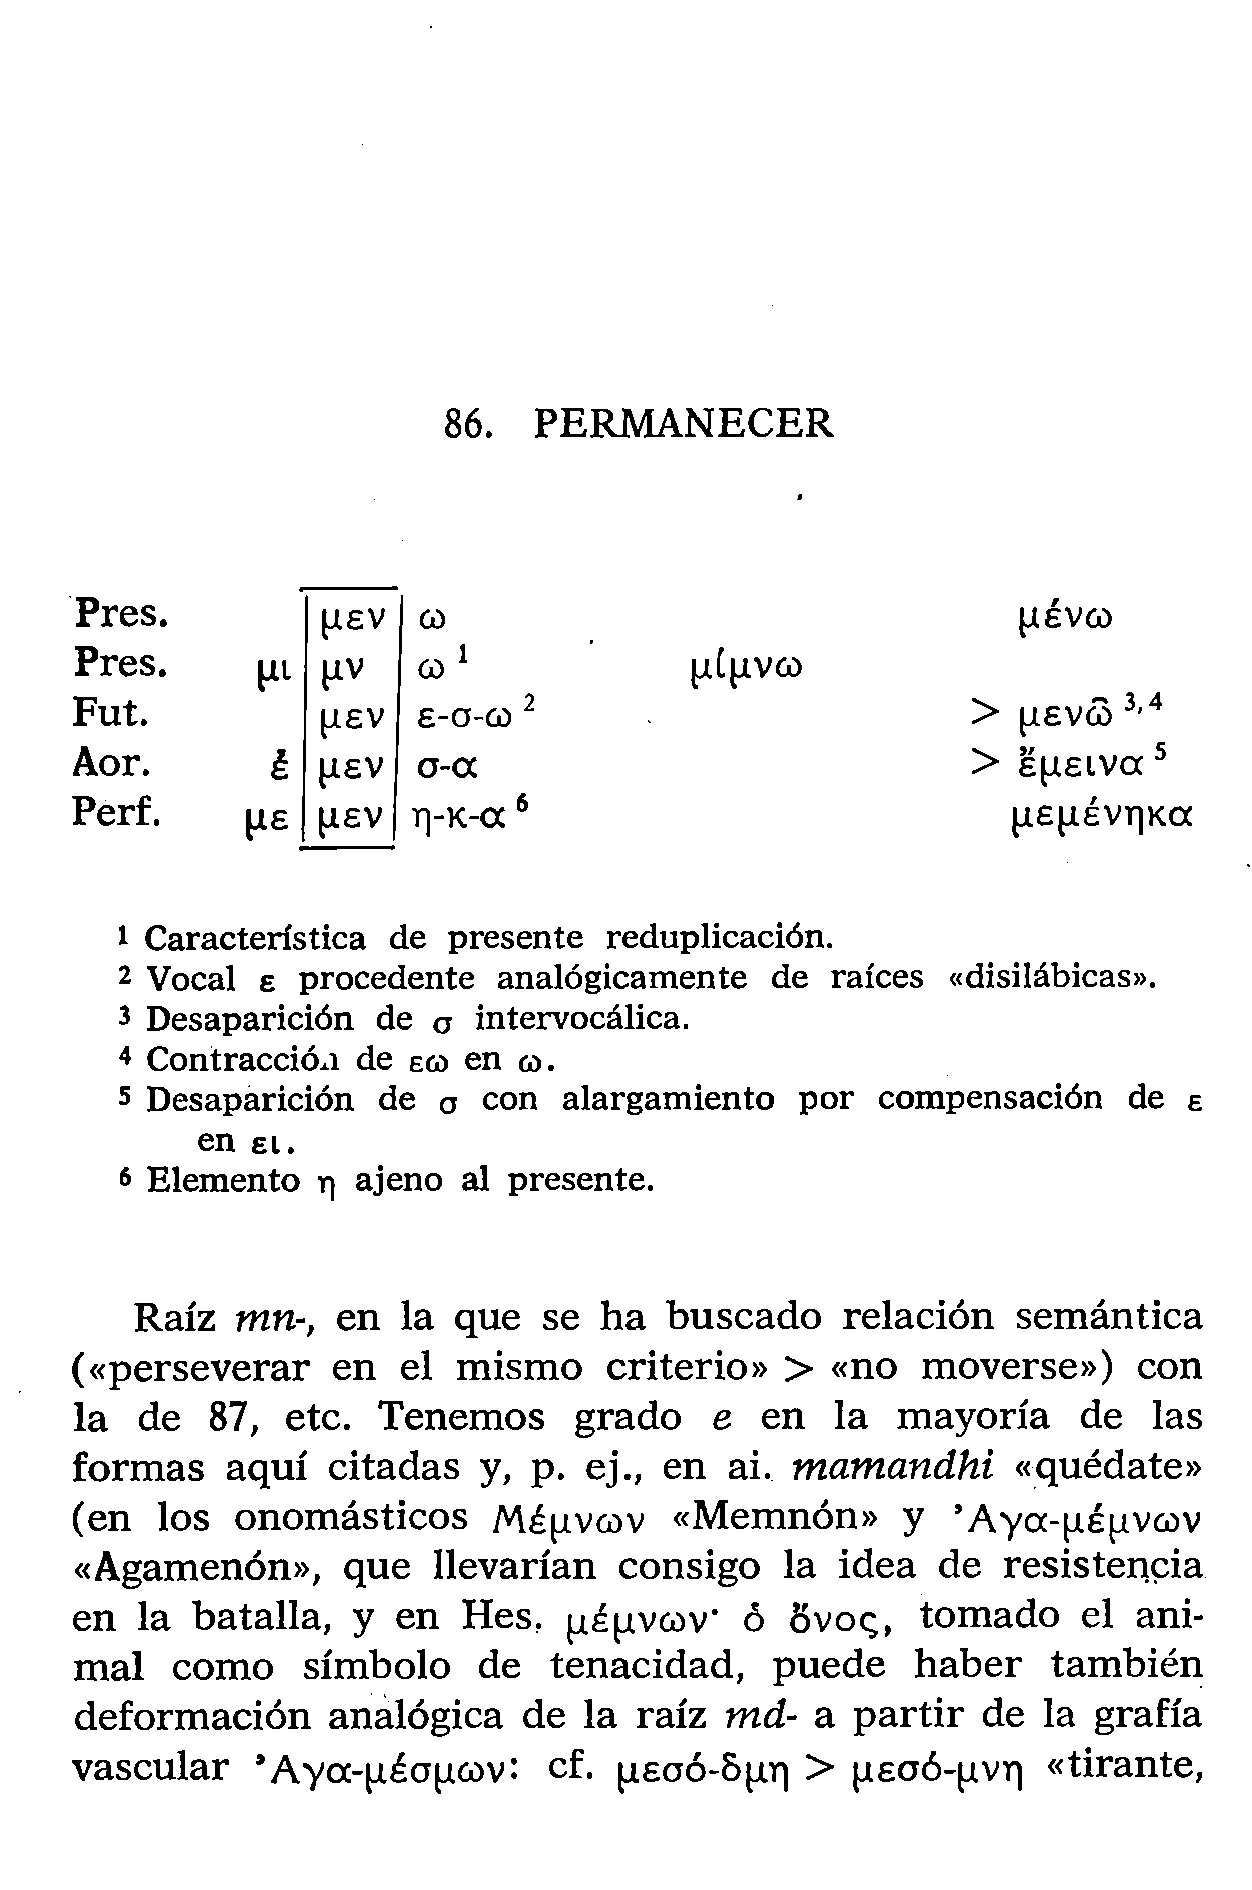 86. PERMANECER
Pres. μεν ω μένω
Pres. μι μν ω 1 μίμνω
Fut. μεν ε-σ-ω 2 > μενῶ 3,4
Aor. ἐ μεν σ-α > ἔμεινα 5
Perf. με μεν η-κ-α 6 μεμένηκα
1 Característica de presente reduplicación.
2 Vocal ε procedente analógicamente de raíces «disilábicas».
3 Desaparición de σ intervocálica.
4 Contracción de εω en ω.
5 Desaparición de σ con alargamiento por compensación de ε
en ει.
6 Elemento η ajeno al presente.
Raíz mn-, en la que se ha buscado relación semántica
(«perseverar en el mismo criterio» > «no moverse») con
la de 87, etc. Tenemos grado e en la mayoría de las
formas aquí citadas y, p. ej., en ai. mamandhi «quédate»
(en los onomásticos Μέμνων «Memnón» y Ἀγα-μέμνων
«Agamenón», que llevarían consigo la idea de resistencia
en la batalla, y en Hes. μέμνων· ὁ ὄνος, tomado el ani-
mal como símbolo de tenacidad, puede haber también
deformación analógica de la raíz md- a partir de la grafía
vascular Ἀγα-μέσμων: cf. μεσό-δμη > μεσό-μνη «tirante,